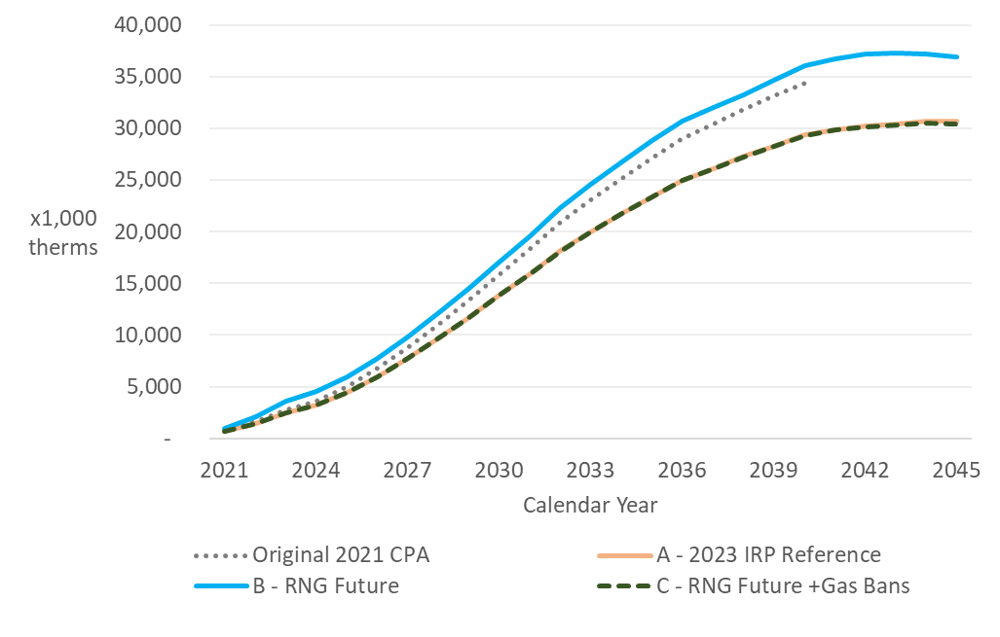 40,000
35,000
30,000
25,000
20,000
15,000
10,000
5,000
-
x1,000
therms
2021 2024 2027 2030 2033 2036 2039 2042 2045
Calendar Year
Original 2021 CPA
A - 2023 IRP Reference
B - RNG Future
C - RNG Future +Gas Bans